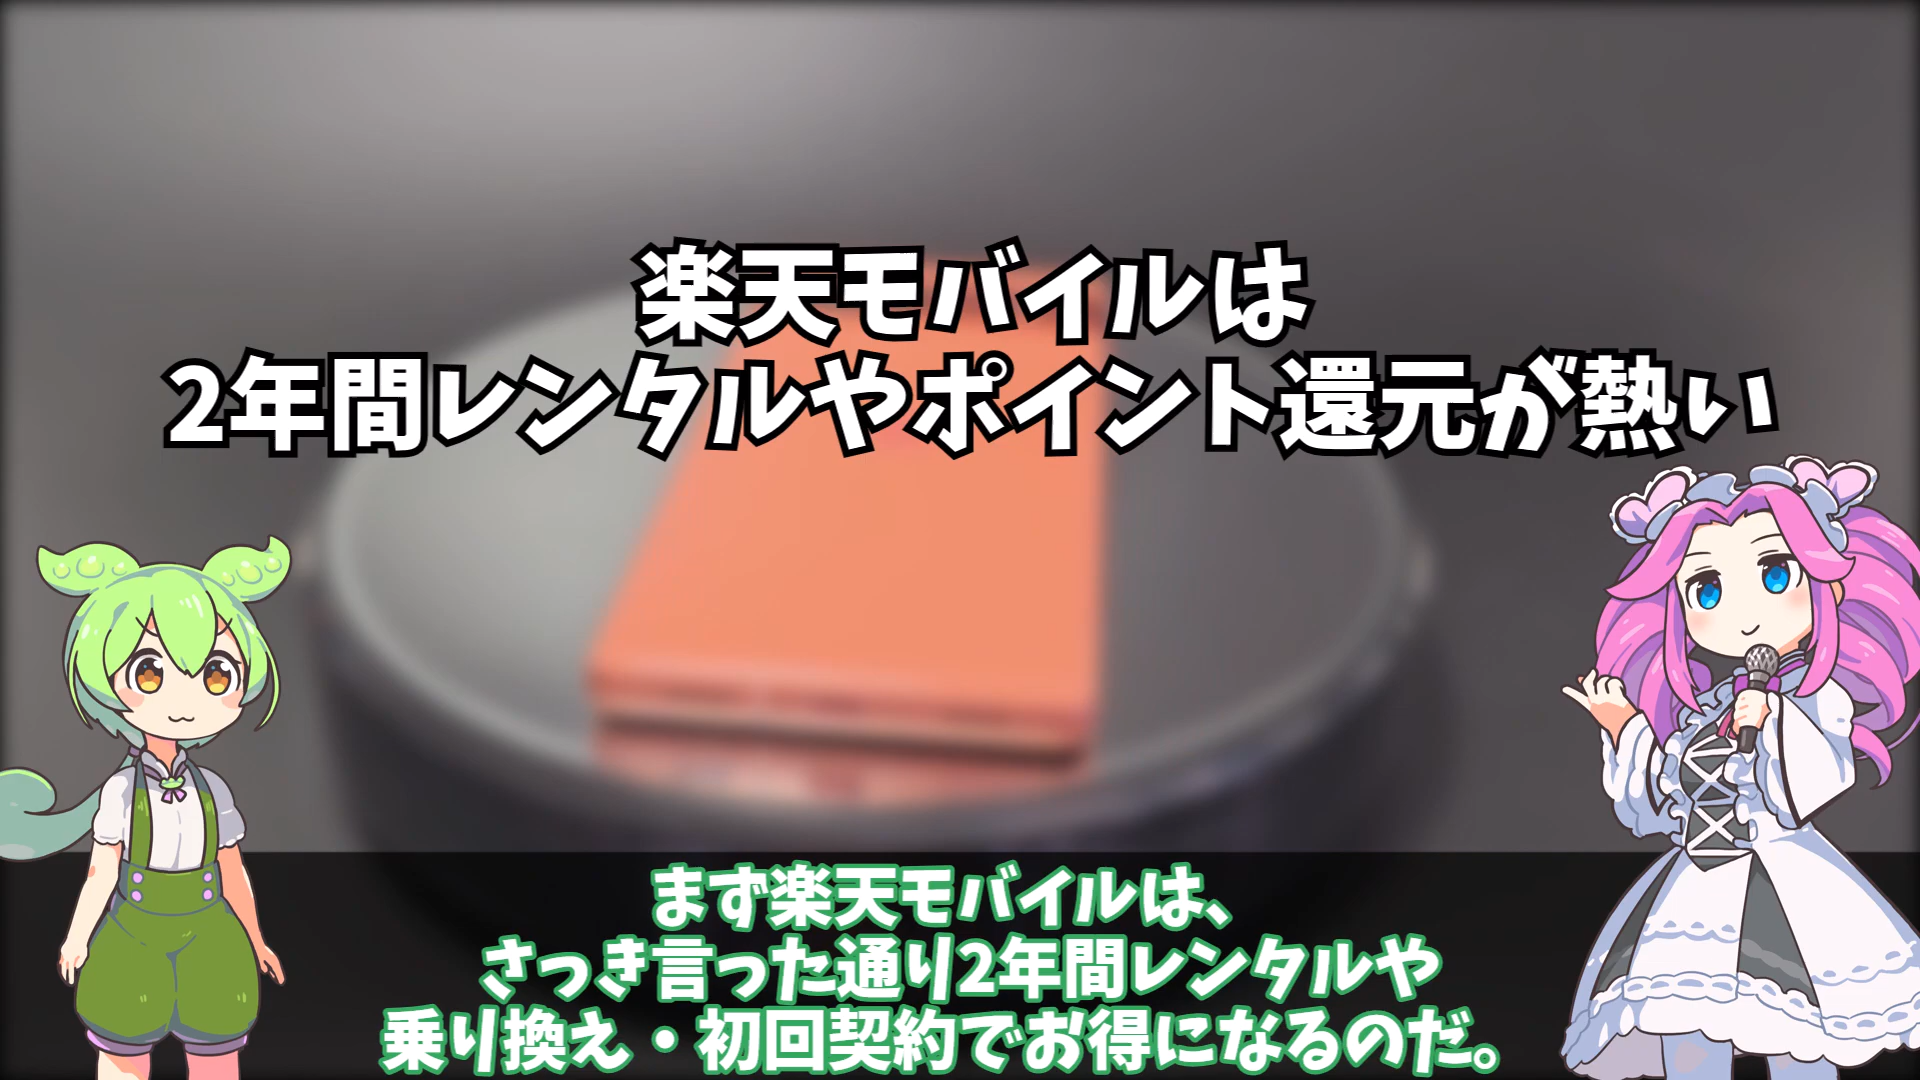 楽天モバイルは
2年間レンタルやポイント還元が熱い
まず楽天モバイルは、
さっき言った通り2年間レンタルや
乗り換え・初回契約でお得になるのだ。